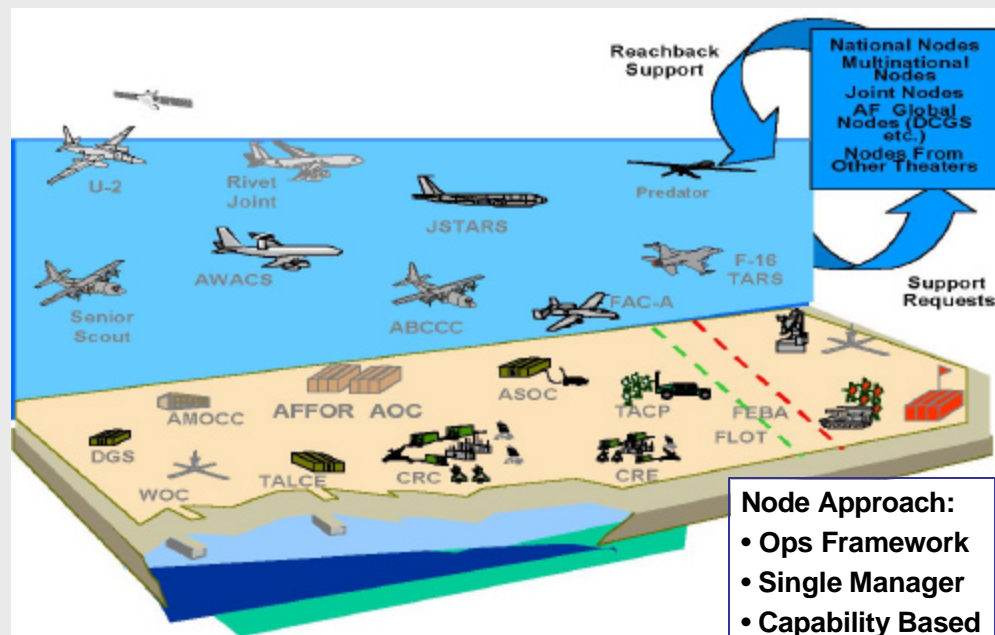 Reachback
Support
National Nodes
Multinational
Nodes
Joint Nodes
AF Global
Nodes (DCGS
etc.)
Nodes From
Other Theaters
U-2
Rivet
Joint
JSTARS
Predator
AWACS
F-16
TARS
Senior
Scout
ABCCC
FAC-A
Support
Requests
AMOCC
AFFOR AOC
ASOC
TACP
FEBA
FLOT
DGS
WOC
TALCE
CRC
CRE
Node Approach:
• Ops Framework
• Single Manager
• Capability Based